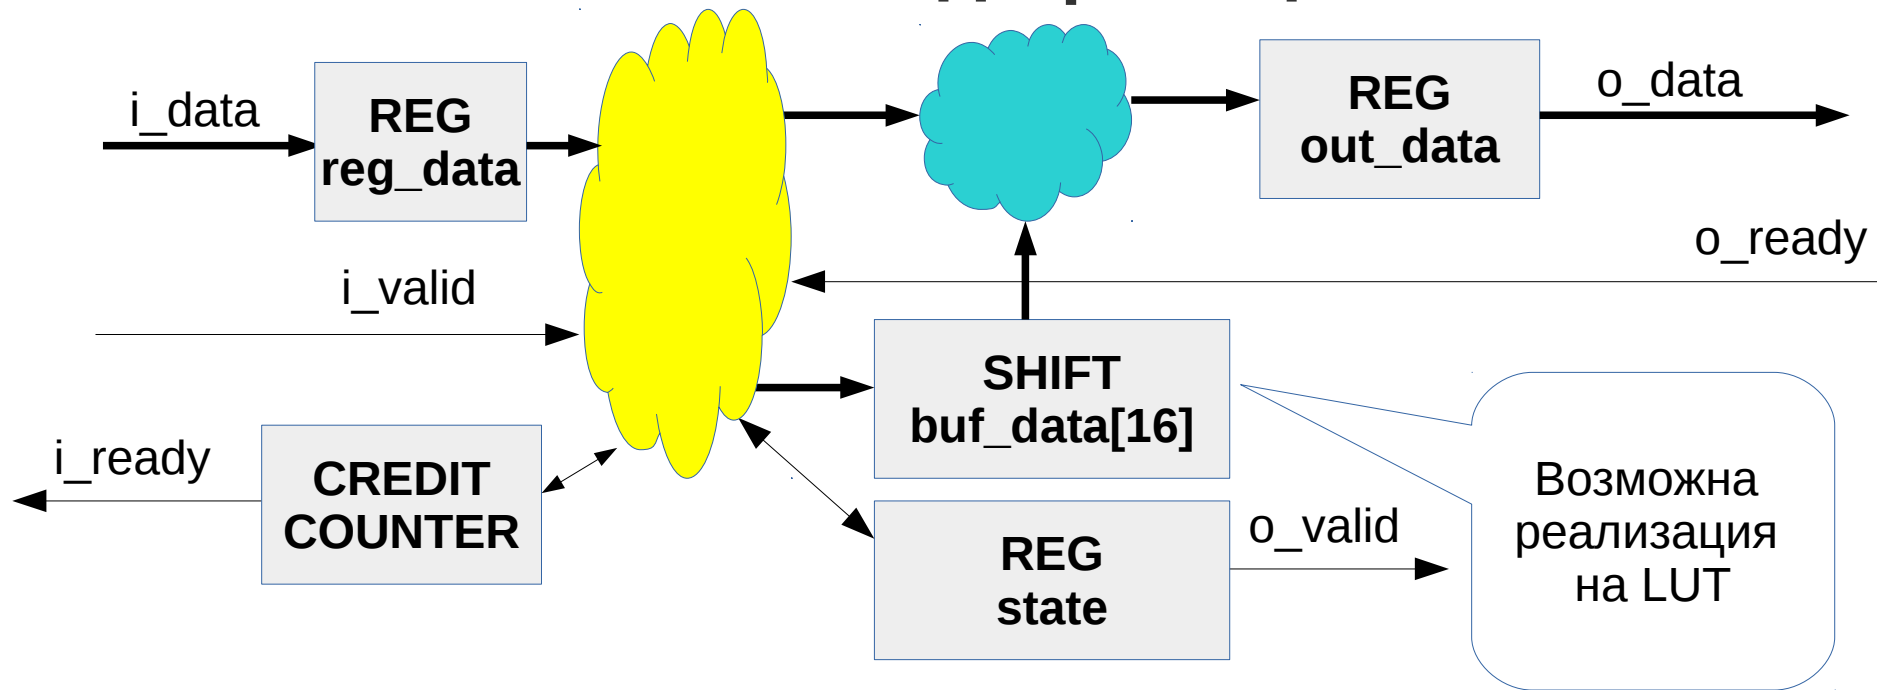 i_data
REG
reg_data
REG
out_data
o_data
o_ready
i_valid
SHIFT
buf_data[16]
i_ready
CREDIT
COUNTER
REG
state
o_valid
Возможна
реализация
на LUT